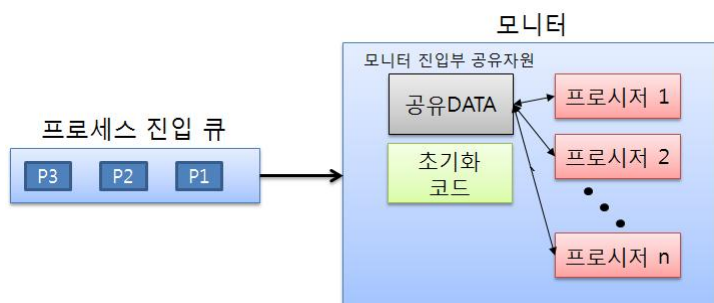 모니터
모니터 진입부 공유자원
공유DATA
프로시저 1
프로세스 진입 큐
초기화
코드
프로시저 2
P3 P2 P1
프로시저 n